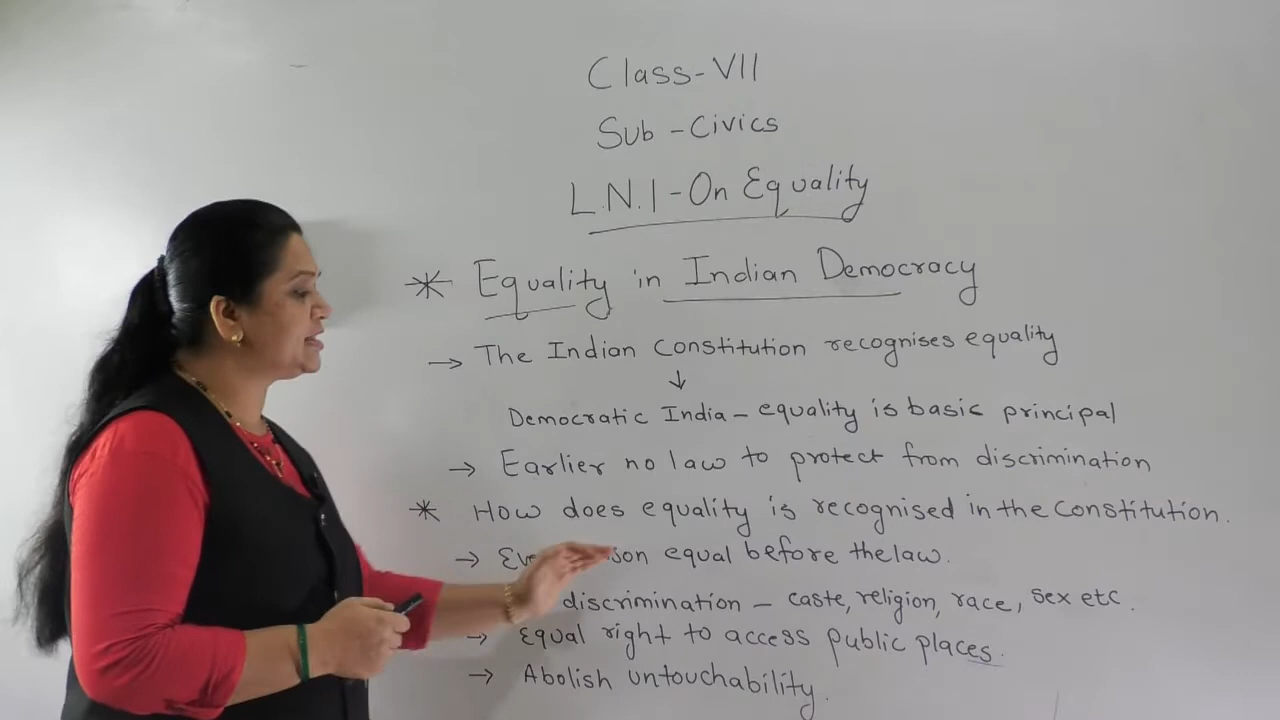 Class-VII
Sub-Civics
L.N.1-On Equality
* Equality in Indian Democracy
→ The Indian Constitution recognises equality
↓
Democratic India - equality is basic principal
→ Earlier no law to protect from discrimination
* How does equality is recognised in the Constitution.
→ equal before the law.
discrimination - caste, religion, race, sex etc.
→ Equal right to access public places.
→ Abolish untouchability.